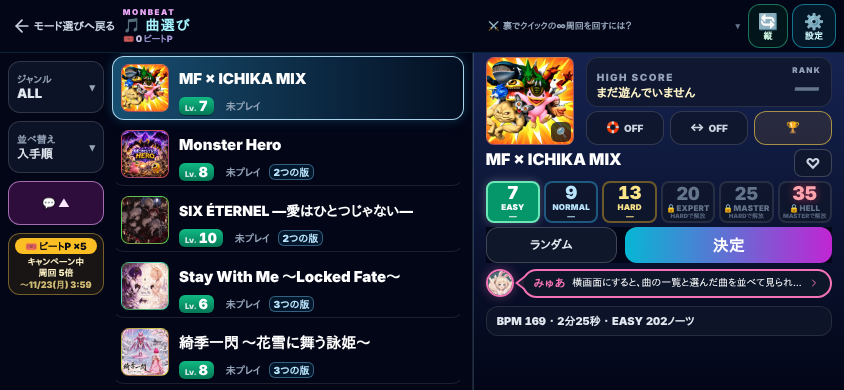 モード選びへ戻る
MONBEAT
🎵 曲選び
🎟 0 ビートP
⚔ 裏でクイックの∞周回を回すには?
縦
設定
ジャンル
ALL
並べ替え
入手順
💬 ▲
🎟 ビートP ×5
キャンペーン中
周回 5倍
〜11/23(月) 3:59
MF × ICHIKA MIX
Lv. 7 未プレイ
Monster Hero
Lv. 8 未プレイ 2つの版
SIX ÉTERNEL —愛はひとつじゃない—
Lv. 10 未プレイ 2つの版
Stay With Me 〜Locked Fate〜
Lv. 6 未プレイ 3つの版
綺季一閃 〜花雪に舞う詠姫〜
Lv. 8 未プレイ 3つの版
HIGH SCORE
まだ遊んでいません
RANK
—
OFF
↔ OFF
MF × ICHIKA MIX
7 EASY —
9 NORMAL —
13 HARD —
20 🔒EXPERT HARDで解放
25 🔒MASTER HARDで解放
35 🔒HELL MASTERで解放
ランダム
決定
みゅあ 横画面にすると、曲の一覧と選んだ曲を並べて見られ…
BPM 169・2分25秒・EASY 202ノーツ